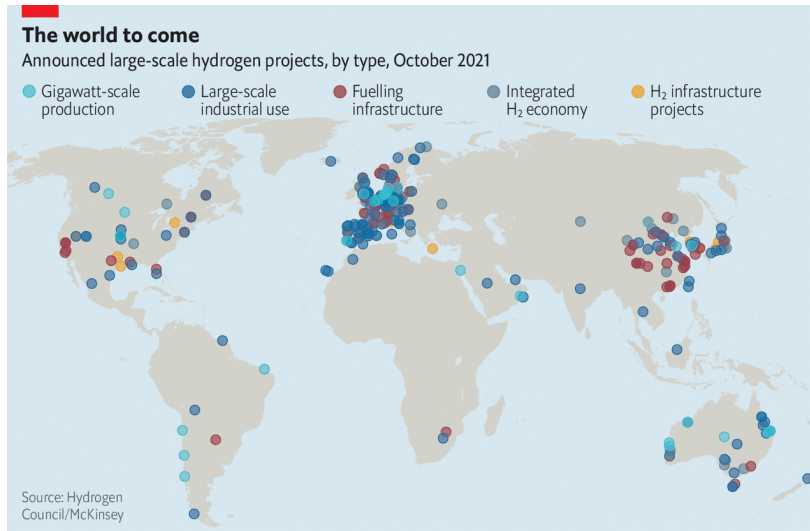 The world to come
Announced large-scale hydrogen projects, by type, October 2021
Gigawatt-scale
production
Large-scale
industrial use
Fuelling
infrastructure
Integrated
H₂ economy
H₂ infrastructure
projects
Source: Hydrogen
Council/McKinsey